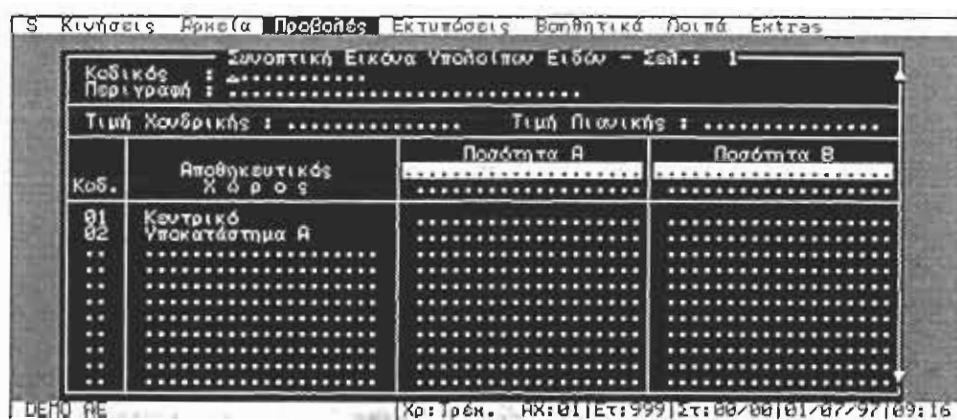 S Κινήσεις Αρχεία Προβολές Εκτυπώσεις Βοηθητικά Λοιπά Extras
Συνοπτική Εικόνα Υπολοίπου Ειδών - Σελ.: 1
Κωδικός : ............
Περιγραφή : ..............................
Τιμή Χονδρικής : ............... Τιμή Λιανικής : ...............
Κωδ. Αποθηκευτικός Χώρος Ποσότητα Α Ποσότητα Β
01 Κεντρικό
02 Υποκατάστημα Α
DEMO AE |Χρ:Τρέχ. ΑΧ:01|Ετ:999|Στ:00/00|01/07/97|09:16